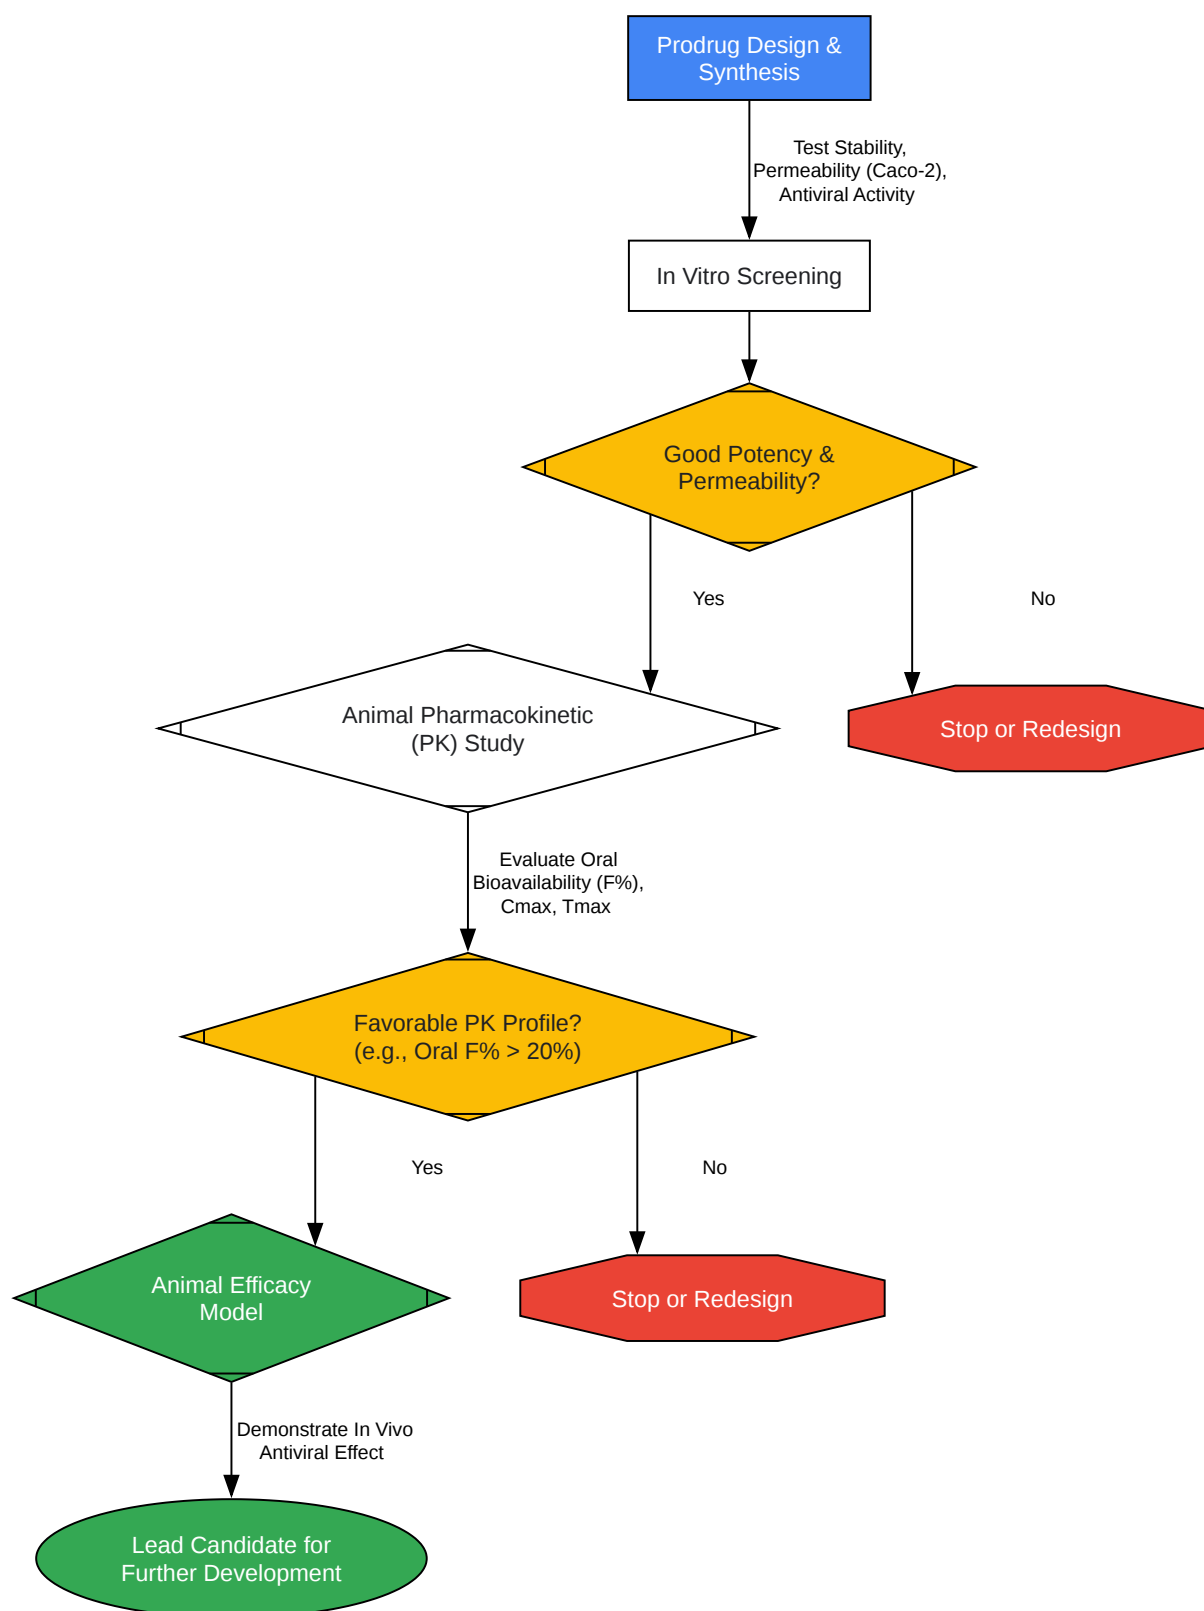 Prodrug Design &
Synthesis
Test Stability,
Permeability (Caco-2),
Antiviral Activity
In Vitro Screening
Good Potency &
Permeability?
Yes
No
Animal Pharmacokinetic
(PK) Study
Stop or Redesign
Evaluate Oral
Bioavailability (F%),
Cmax, Tmax
Favorable PK Profile?
(e.g., Oral F% > 20%)
Yes
No
Animal Efficacy
Model
Stop or Redesign
Demonstrate In Vivo
Antiviral Effect
Lead Candidate for
Further Development